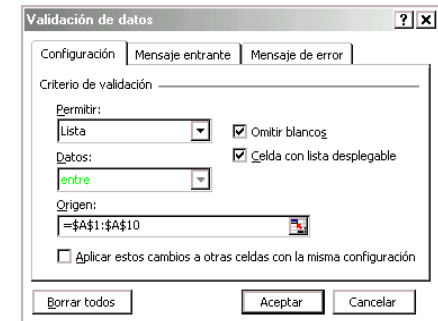 Validación de datos
Configuración Mensaje entrante Mensaje de error
Criterio de validación
Permitir:
Lista Omitir blancos
Datos: Celda con lista desplegable
entre
Origen:
=$A$1:$A$10
Aplicar estos cambios a otras celdas con la misma configuración
Borrar todos Aceptar Cancelar